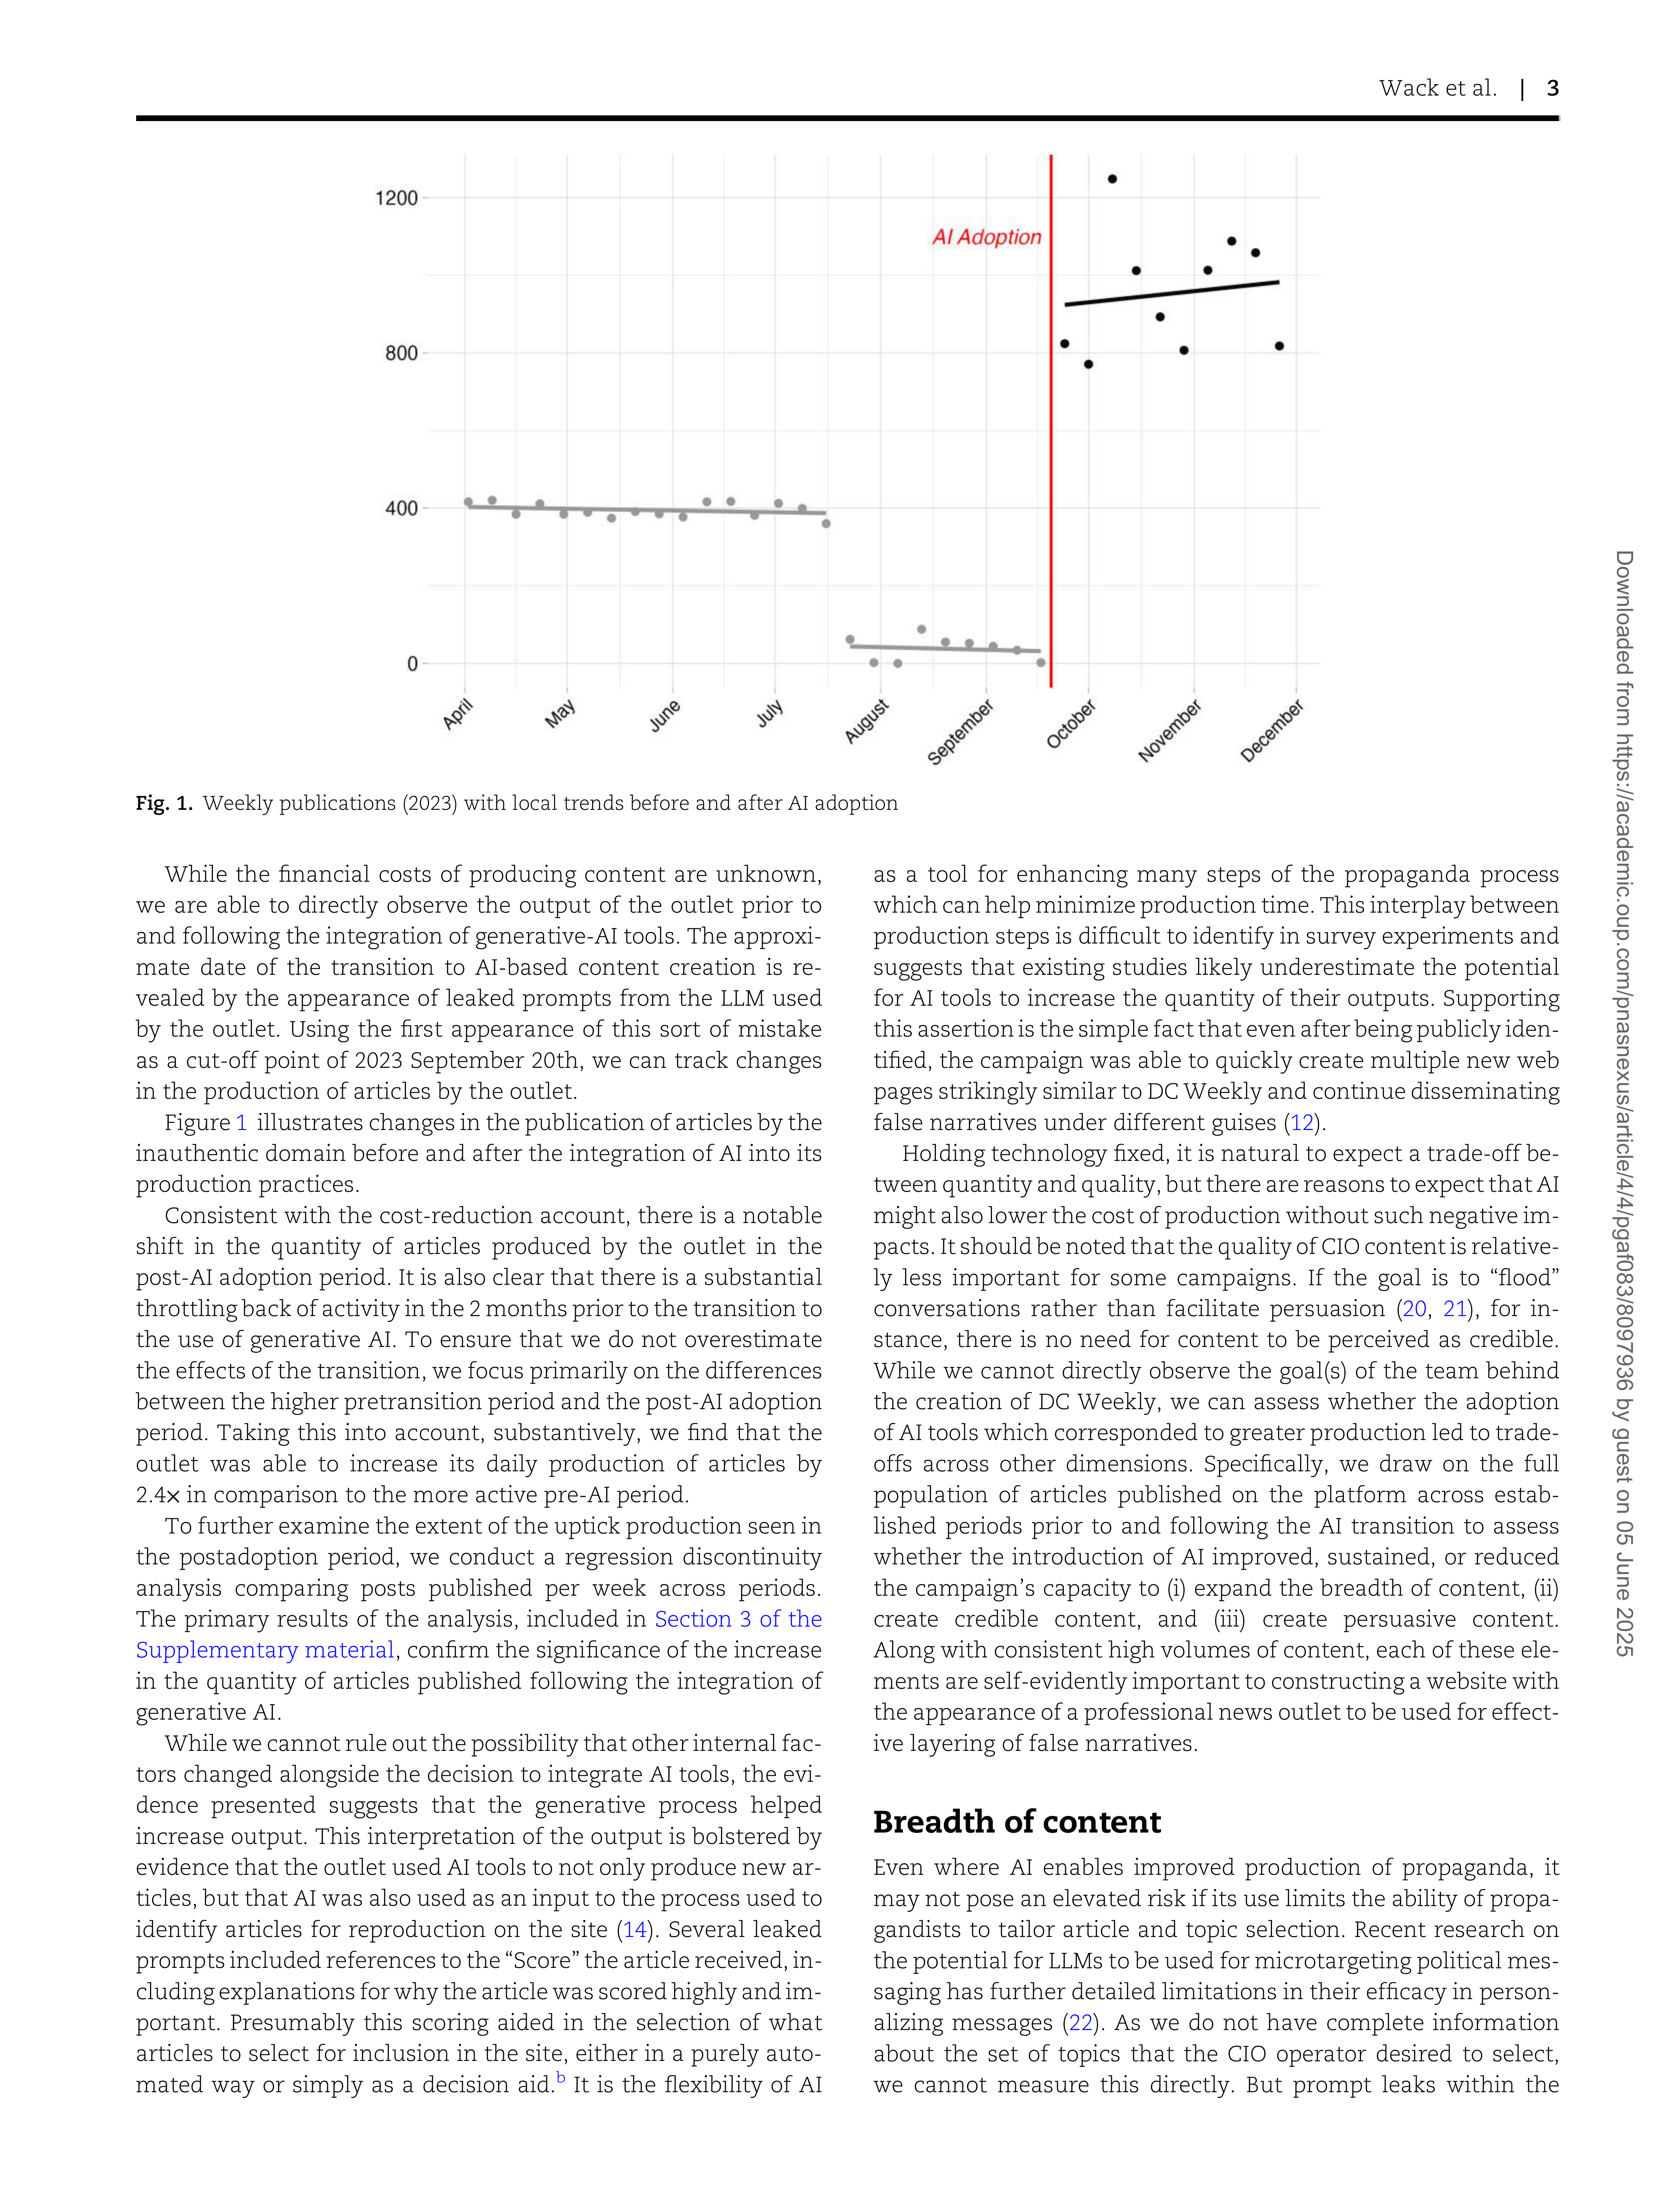 Wack et al. | 3
1200
AI Adoption
800
400
0
April
May
June
July
August
September
October
November
December
Fig. 1. Weekly publications (2023) with local trends before and after AI adoption
While the financial costs of producing content are unknown,
we are able to directly observe the output of the outlet prior to
and following the integration of generative-AI tools. The approxi-
mate date of the transition to AI-based content creation is re-
vealed by the appearance of leaked prompts from the LLM used
by the outlet. Using the first appearance of this sort of mistake
as a cut-off point of 2023 September 20th, we can track changes
in the production of articles by the outlet.
Figure 1 illustrates changes in the publication of articles by the
inauthentic domain before and after the integration of AI into its
production practices.
Consistent with the cost-reduction account, there is a notable
shift in the quantity of articles produced by the outlet in the
post-AI adoption period. It is also clear that there is a substantial
throttling back of activity in the 2 months prior to the transition to
the use of generative AI. To ensure that we do not overestimate
the effects of the transition, we focus primarily on the differences
between the higher pretransition period and the post-AI adoption
period. Taking this into account, substantively, we find that the
outlet was able to increase its daily production of articles by
2.4× in comparison to the more active pre-AI period.
To further examine the extent of the uptick production seen in
the postadoption period, we conduct a regression discontinuity
analysis comparing posts published per week across periods.
The primary results of the analysis, included in Section 3 of the
Supplementary material, confirm the significance of the increase
in the quantity of articles published following the integration of
generative AI.
While we cannot rule out the possibility that other internal fac-
tors changed alongside the decision to integrate AI tools, the evi-
dence presented suggests that the generative process helped
increase output. This interpretation of the output is bolstered by
evidence that the outlet used AI tools to not only produce new ar-
ticles, but that AI was also used as an input to the process used to
identify articles for reproduction on the site (14). Several leaked
prompts included references to the “Score” the article received, in-
cluding explanations for why the article was scored highly and im-
portant. Presumably this scoring aided in the selection of what
articles to select for inclusion in the site, either in a purely auto-
mated way or simply as a decision aid.b It is the flexibility of AI
as a tool for enhancing many steps of the propaganda process
which can help minimize production time. This interplay between
production steps is difficult to identify in survey experiments and
suggests that existing studies likely underestimate the potential
for AI tools to increase the quantity of their outputs. Supporting
this assertion is the simple fact that even after being publicly iden-
tified, the campaign was able to quickly create multiple new web
pages strikingly similar to DC Weekly and continue disseminating
false narratives under different guises (12).
Holding technology fixed, it is natural to expect a trade-off be-
tween quantity and quality, but there are reasons to expect that AI
might also lower the cost of production without such negative im-
pacts. It should be noted that the quality of CIO content is relative-
ly less important for some campaigns. If the goal is to “flood”
conversations rather than facilitate persuasion (20, 21), for in-
stance, there is no need for content to be perceived as credible.
While we cannot directly observe the goal(s) of the team behind
the creation of DC Weekly, we can assess whether the adoption
of AI tools which corresponded to greater production led to trade-
offs across other dimensions. Specifically, we draw on the full
population of articles published on the platform across estab-
lished periods prior to and following the AI transition to assess
whether the introduction of AI improved, sustained, or reduced
the campaign’s capacity to (i) expand the breadth of content, (ii)
create credible content, and (iii) create persuasive content.
Along with consistent high volumes of content, each of these ele-
ments are self-evidently important to constructing a website with
the appearance of a professional news outlet to be used for effect-
ive layering of false narratives.
Breadth of content
Even where AI enables improved production of propaganda, it
may not pose an elevated risk if its use limits the ability of propa-
gandists to tailor article and topic selection. Recent research on
the potential for LLMs to be used for microtargeting political mes-
saging has further detailed limitations in their efficacy in person-
alizing messages (22). As we do not have complete information
about the set of topics that the CIO operator desired to select,
we cannot measure this directly. But prompt leaks within the
Downloaded from https://academic.oup.com/pnasnexus/article/4/4/pgaf083/8097936 by guest on 05 June 2025